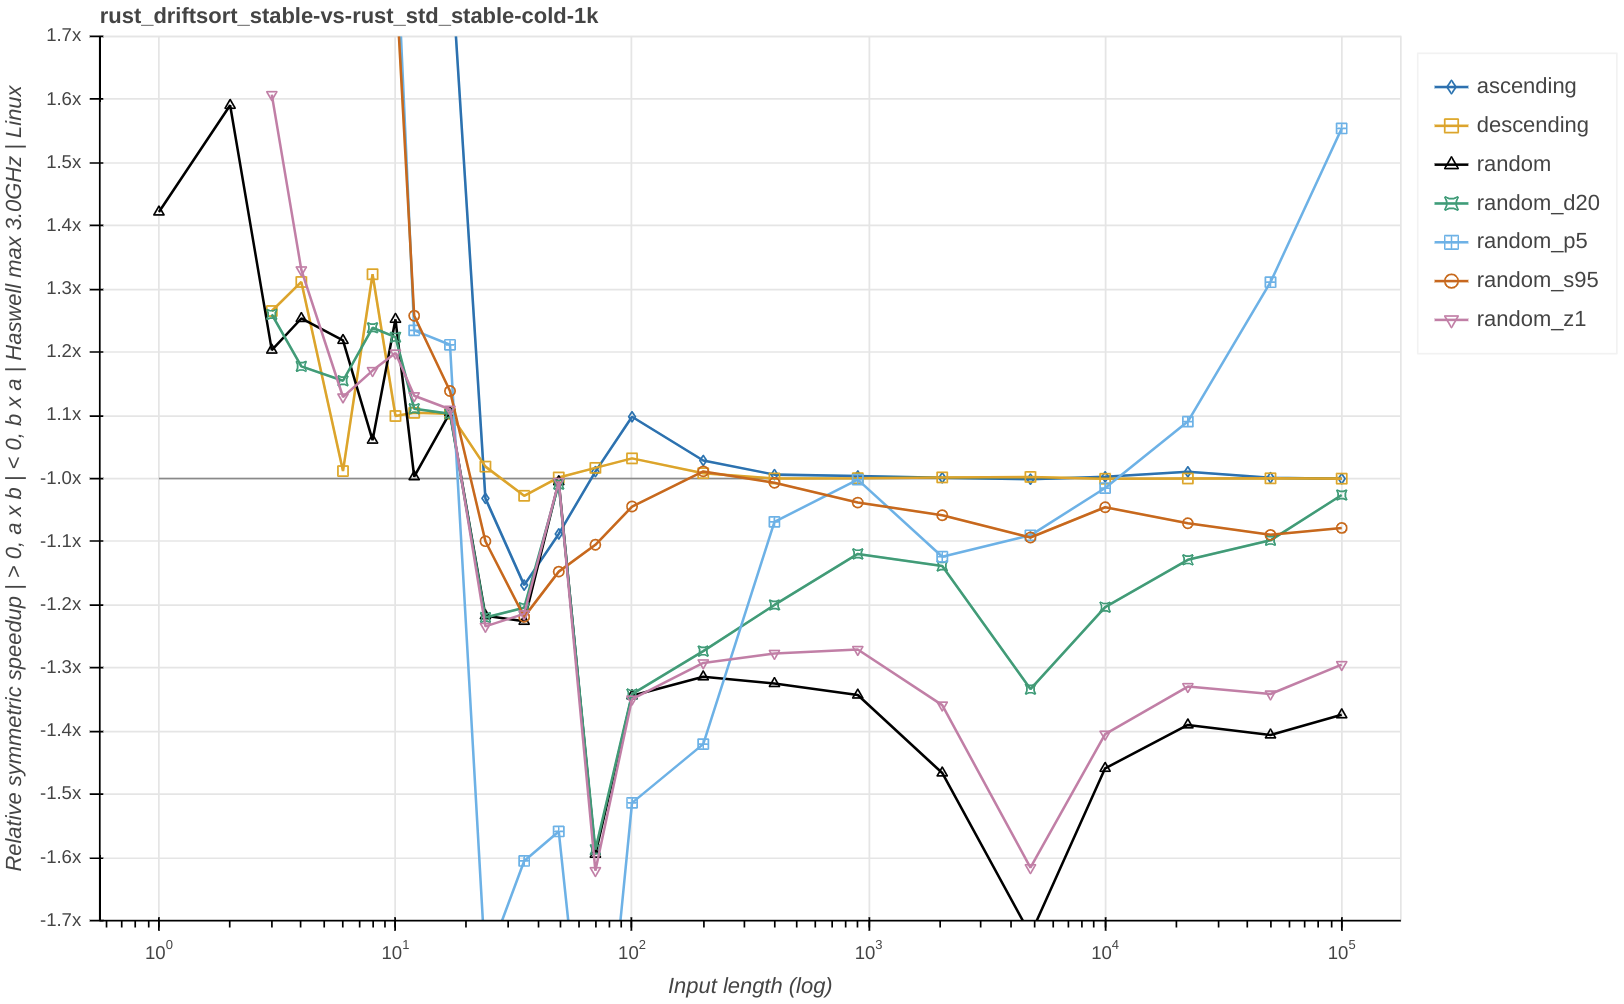 rust_driftsort_stable-vs-rust_std_stable-cold-1k
Relative symmetric speedup | > 0, a x b | < 0, b x a | Haswell max 3.0GHz | Linux
1.7x
1.6x
1.5x
1.4x
1.3x
1.2x
1.1x
-1.0x
-1.1x
-1.2x
-1.3x
-1.4x
-1.5x
-1.6x
-1.7x
10⁰ 10¹ 10² 10³ 10⁴ 10⁵
Input length (log)
ascending
descending
random
random_d20
random_p5
random_s95
random_z1